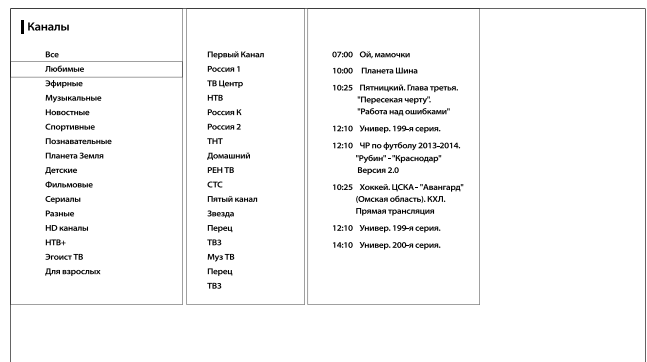 Каналы
Все
Любимые
Эфирные
Музыкальные
Новостные
Спортивные
Познавательные
Планета Земля
Детские
Фильмовые
Сериалы
Разные
HD каналы
НТВ+
Эгоист ТВ
Для взрослых
Первый Канал
Россия 1
ТВ Центр
НТВ
Россия К
Россия 2
ТНТ
Домашний
РЕН ТВ
СТС
Пятый канал
Звезда
Перец
ТВ3
Муз ТВ
Перец
ТВ3
07:00 Ой, мамочки
10:00 Планета Шина
10:25 Пятницкий. Глава третья.
"Пересекая черту".
"Работа над ошибками"
12:10 Универ. 199-я серия.
12:10 ЧР по футболу 2013-2014.
"Рубин" - "Краснодар"
Версия 2.0
10:25 Хоккей. ЦСКА - "Авангард"
(Омская область). КХЛ.
Прямая трансляция
12:10 Универ. 199-я серия.
14:10 Универ. 200-я серия.